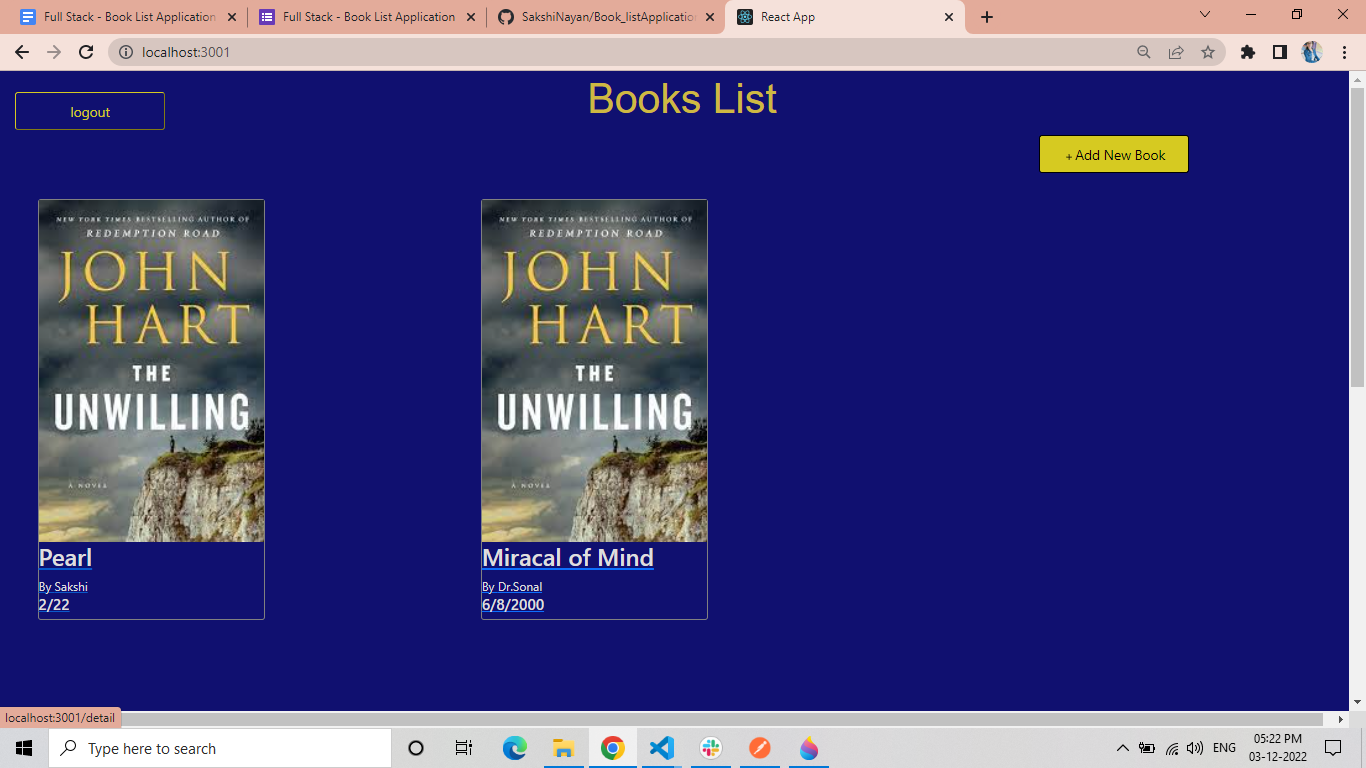 Full Stack - Book List Application
Full Stack - Book List Application
SakshiNayan/Book_listApplication
React App
localhost:3001
Books List
logout
+ Add New Book
NEW YORK TIMES BESTSELLING AUTHOR OF
REDEMPTION ROAD
JOHN
HART
THE
UNWILLING
A NOVEL
Pearl
By Sakshi
2/22
NEW YORK TIMES BESTSELLING AUTHOR OF
REDEMPTION ROAD
JOHN
HART
THE
UNWILLING
A NOVEL
Miracal of Mind
By Dr.Sonal
6/8/2000
localhost:3001/detail
Type here to search
ENG
05:22 PM
03-12-2022